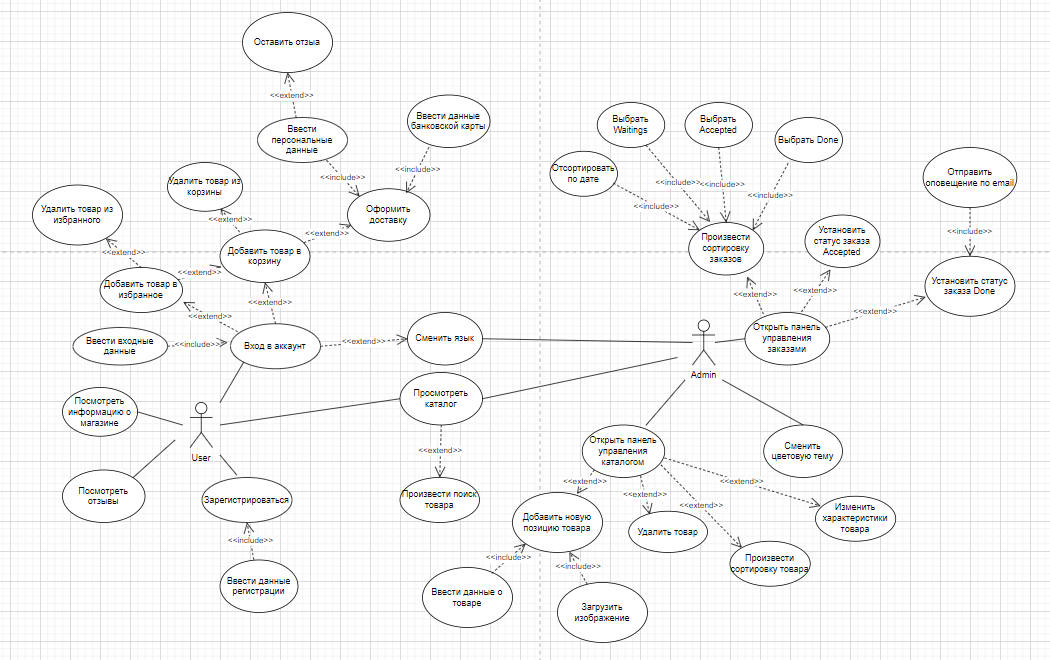 Оставить отзыа
<<extend>>
Ввести
персональные
данные
Ввести данные
банковской карты
<<include>>
<<include>>
Удалить товар из
корзины
Оформить
доставку
Удалить товар из
избранного
<<extend>>
<<extend>>
<<extend>>
Добавить товар в
корзину
<<extend>>
Добавить товар в
избранное
<<extend>>
<<extend>>
Ввести входные
данные
<<include>>
Вход в аккаунт
<<extend>>
Сменить язык
Посмотреть
информацию о
магазине
Просмотреть
каталог
User
<<extend>>
Посмотреть
отзывы
Зарегистрироваться
Произвести поиск
товара
<<include>>
Ввести данные
регистрации
Выбрать
Waitings
Выбрать
Accepted
Выбрать Done
Отсортировать
по дате
<<include>>
<<include>>
<<include>>
<<include>>
Отправить
оповещение по email
<<include>>
Произвести
сортировку
заказов
Установить
статус заказа
Accepted
Установить статус
заказа Done
<<extend>>
<<extend>>
<<extend>>
Открыть панель
управления
заказами
Admin
Открыть панель
управления
каталогом
Сменить
цветовую тему
<<extend>>
<<extend>>
<<extend>>
<<extend>>
Добавить новую
позицию товара
Удалить товар
Изменить
характеристики
товара
<<include>>
<<include>>
Произвести
сортировку товара
Ввести данные о
товаре
Загрузить
изображение